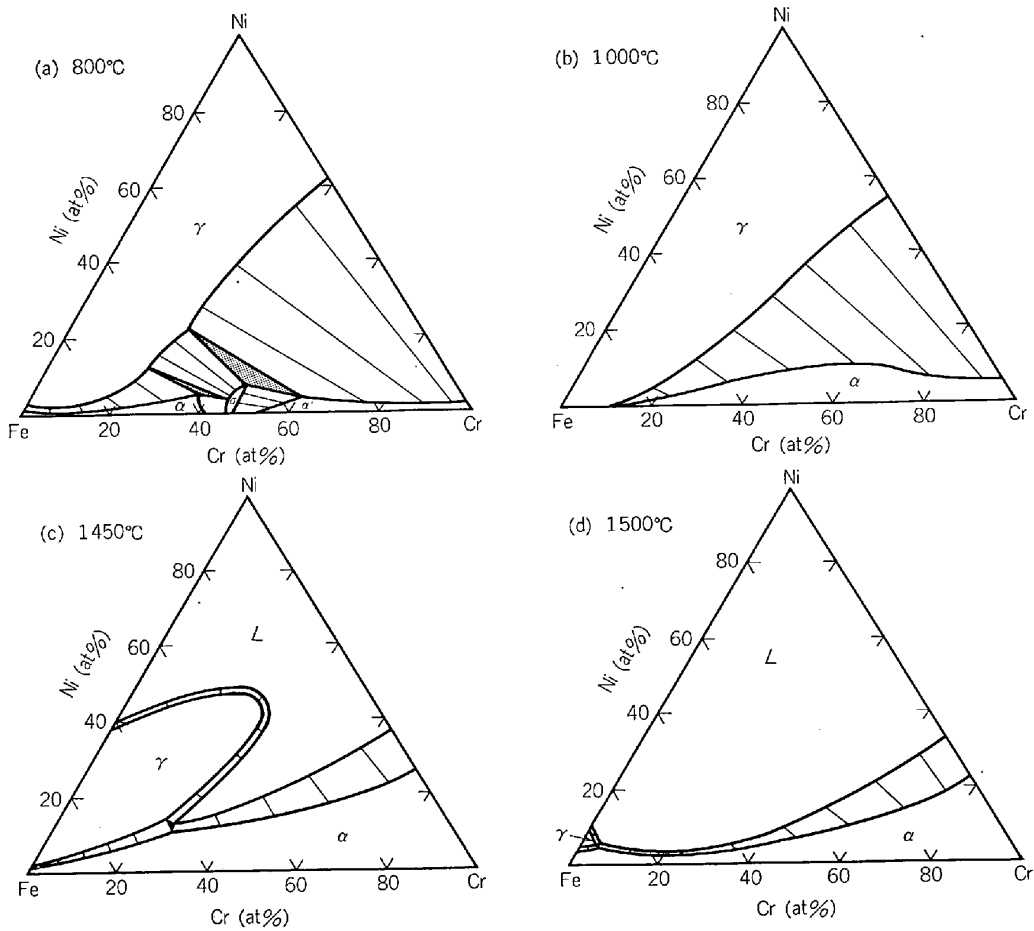 Ni
(a) 800℃
80
60
Ni (at%)
γ
40
20
α
σ
α'
Fe
20
40
60
80
Cr
Cr (at%)
Ni
(b) 1000℃
80
60
Ni (at%)
γ
40
20
α
Fe
20
40
60
80
Cr
Cr (at%)
Ni
(c) 1450℃
80
L
60
Ni (at%)
40
γ
20
α
Fe
20
40
60
80
Cr
Cr (at%)
Ni
(d) 1500℃
80
60
L
Ni (at%)
40
20
γ
α
Fe
20
40
60
80
Cr
Cr (at%)